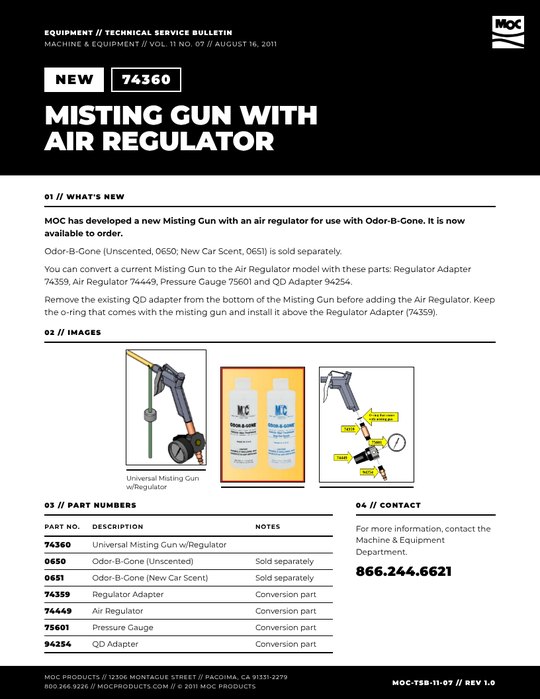 EQUIPMENT // TECHNICAL SERVICE BULLETIN
MACHINE & EQUIPMENT // VOL. 11 NO. 07 // AUGUST 16, 2011
MOC
NEW 74360
MISTING GUN WITH
AIR REGULATOR
01 // WHAT'S NEW
MOC has developed a new Misting Gun with an air regulator for use with Odor-B-Gone. It is now
available to order.
Odor-B-Gone (Unscented, 0650; New Car Scent, 0651) is sold separately.
You can convert a current Misting Gun to the Air Regulator model with these parts: Regulator Adapter
74359, Air Regulator 74449, Pressure Gauge 75601 and QD Adapter 94254.
Remove the existing QD adapter from the bottom of the Misting Gun before adding the Air Regulator. Keep
the o-ring that comes with the misting gun and install it above the Regulator Adapter (74359).
02 // IMAGES
ODOR-B-GONE
ODOR-B-GONE
74359
75601
74449
94254
Universal Misting Gun
w/Regulator
03 // PART NUMBERS
PART NO. DESCRIPTION NOTES
74360 Universal Misting Gun w/Regulator
0650 Odor-B-Gone (Unscented) Sold separately
0651 Odor-B-Gone (New Car Scent) Sold separately
74359 Regulator Adapter Conversion part
74449 Air Regulator Conversion part
75601 Pressure Gauge Conversion part
94254 QD Adapter Conversion part
04 // CONTACT
For more information, contact the
Machine & Equipment
Department.
866.244.6621
MOC PRODUCTS // 12306 MONTAGUE STREET // PACOIMA, CA 91331-2279
800.266.9226 // MOCPRODUCTS.COM // © 2011 MOC PRODUCTS
MOC-TSB-11-07 // REV 1.0